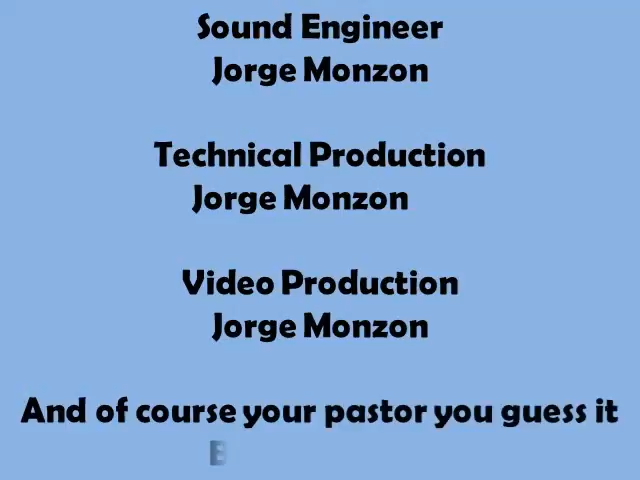 Sound Engineer
Jorge Monzon
Technical Production
Jorge Monzon
Video Production
Jorge Monzon
And of course your pastor you guess it